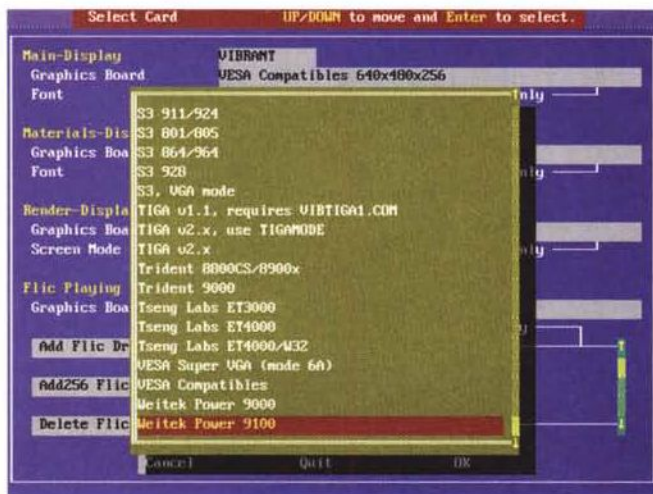 Select Card UP/DOWN to move and Enter to select.
Main-Display VIBRANT
Graphics Board VESA Compatibles 640x480x256
Font nly
Materials-Dis
Graphics Boa
Font ly
Render-Displa
Graphics Boa
Screen Mode ly
Flic Playing
Graphics Boa
y
Add Flic Dr
Add256 Flic
Delete Flic
S3 911/924
S3 801/805
S3 864/964
S3 928
S3, VGA mode
TIGA v1.1, requires VIBTIGA1.COM
TIGA v2.x, use TIGAMODE
TIGA v2.x
Trident 8800CS/8900x
Trident 9000
Tseng Labs ET3000
Tseng Labs ET4000
Tseng Labs ET4000/W32
VESA Super VGA (mode 6A)
VESA Compatibles
Weitek Power 9000
Weitek Power 9100
Cancel Quit OK